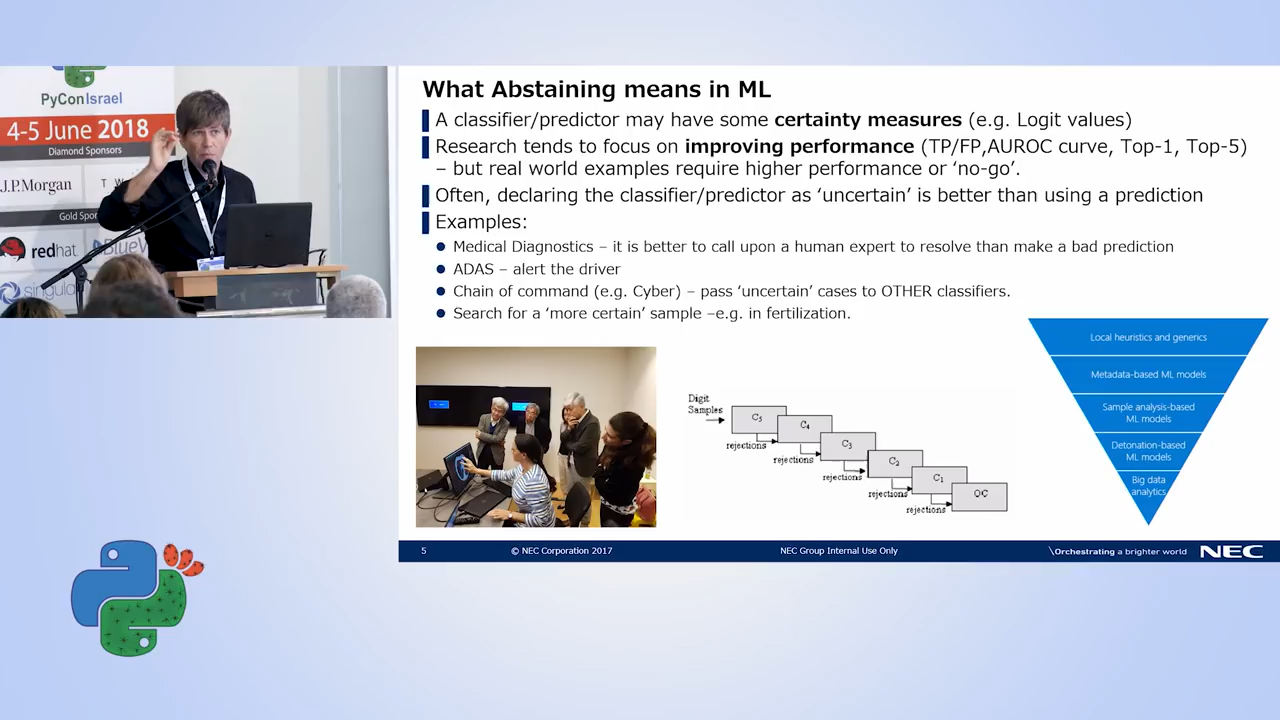 PyConIsrael
4-5 June 2018
Diamond Sponsors
J.P.Morgan
T W
Gold Spo
redhat.
BlueV
singula
What Abstaining means in ML
A classifier/predictor may have some certainty measures (e.g. Logit values)
Research tends to focus on improving performance (TP/FP,AUROC curve, Top-1, Top-5)
– but real world examples require higher performance or ‘no-go’.
Often, declaring the classifier/predictor as ‘uncertain’ is better than using a prediction
Examples:
Medical Diagnostics – it is better to call upon a human expert to resolve than make a bad prediction
ADAS – alert the driver
Chain of command (e.g. Cyber) – pass ‘uncertain’ cases to OTHER classifiers.
Search for a ‘more certain’ sample –e.g. in fertilization.
Digit
Samples
C5
rejections
C4
rejections
C3
rejections
C2
rejections
C1
rejections
QC
Local heuristics and generics
Metadata-based ML models
Sample analysis-based
ML models
Detonation-based
ML models
Big data
analytics
5
© NEC Corporation 2017
NEC Group Internal Use Only
\Orchestrating a brighter world
NEC